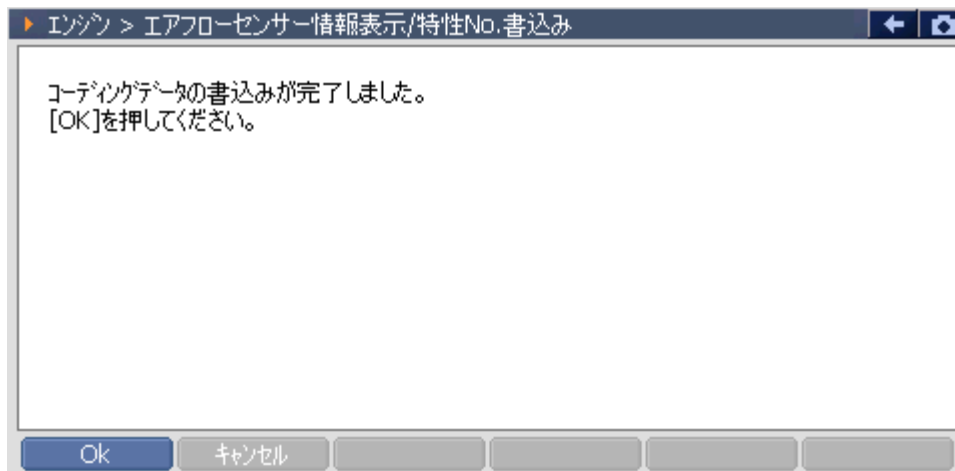 エンジン > エアフローセンサー情報表示/特性No.書込み
ｺｰﾃﾞｨﾝｸﾞﾃﾞｰﾀの書込みが完了しました。
[OK]を押してください。
Ok
ｷｬﾝｾﾙ